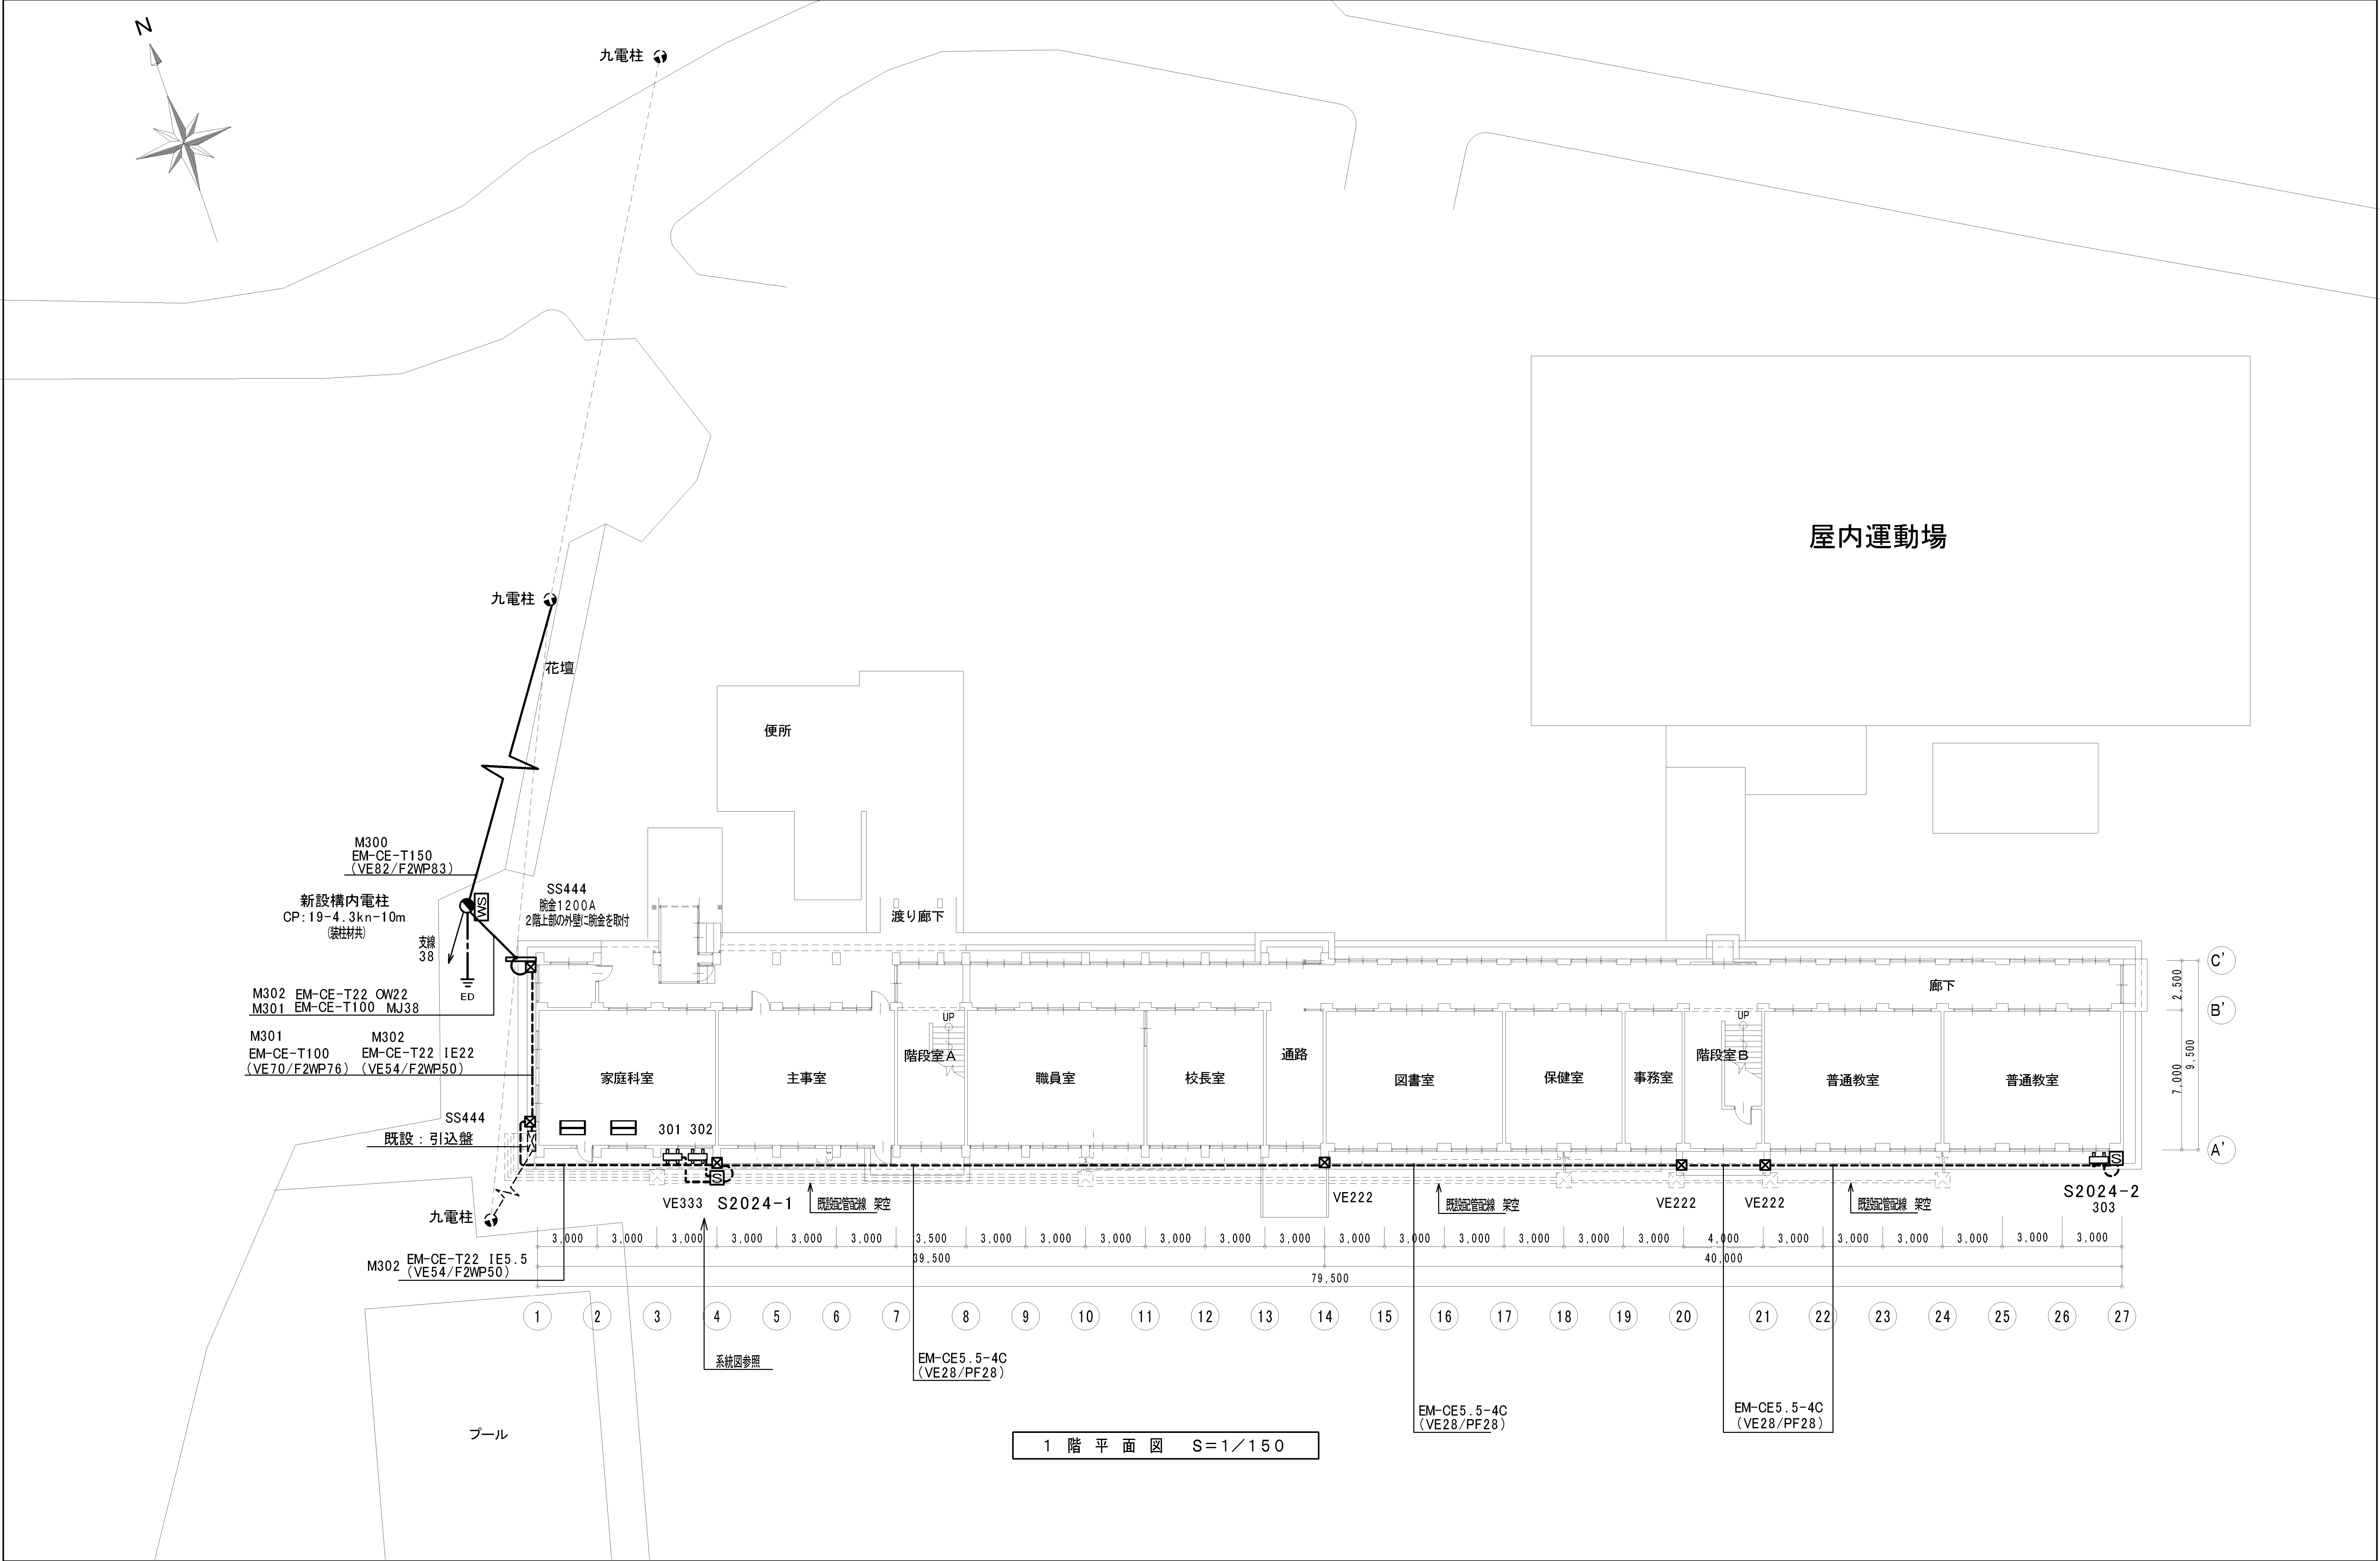 N
九電柱
屋内運動場
九電柱
花壇
便所
M300
EM-CE-T150
(VE82/F2WP83)
新設構内電柱
CP:19-4.3kn-10m
(装柱材共)
WS
SS444
腕金1200A
2階上部の外壁に腕金を取付
渡り廊下
支線
38
ED
M302 EM-CE-T22 OW22
M301 EM-CE-T100 MJ38
M301
EM-CE-T100
(VE70/F2WP76)
M302
EM-CE-T22 IE22
(VE54/F2WP50)
SS444
既設：引込盤
廊下
UP
UP
家庭科室
主事室
階段室A
職員室
校長室
通路
図書室
保健室
事務室
階段室B
普通教室
普通教室
301 302
S
S
C'
B'
A'
2,500
7,000
9,500
九電柱
VE333
S2024-1
既設配管配線 架空
VE222
既設配管配線 架空
VE222
VE222
既設配管配線 架空
S2024-2
303
3,000 3,000 3,000 3,000 3,000 3,000 3,500 3,000 3,000 3,000 3,000 3,000 3,000 3,000 3,000 3,000 3,000 3,000 3,000 4,000 3,000 3,000 3,000 3,000 3,000 3,000
39,500 40,000
79,500
M302 EM-CE-T22 IE5.5
(VE54/F2WP50)
1 2 3 4 5 6 7 8 9 10 11 12 13 14 15 16 17 18 19 20 21 22 23 24 25 26 27
系統図参照
EM-CE5.5-4C
(VE28/PF28)
EM-CE5.5-4C
(VE28/PF28)
EM-CE5.5-4C
(VE28/PF28)
プール
1 階 平 面 図 S=1／150